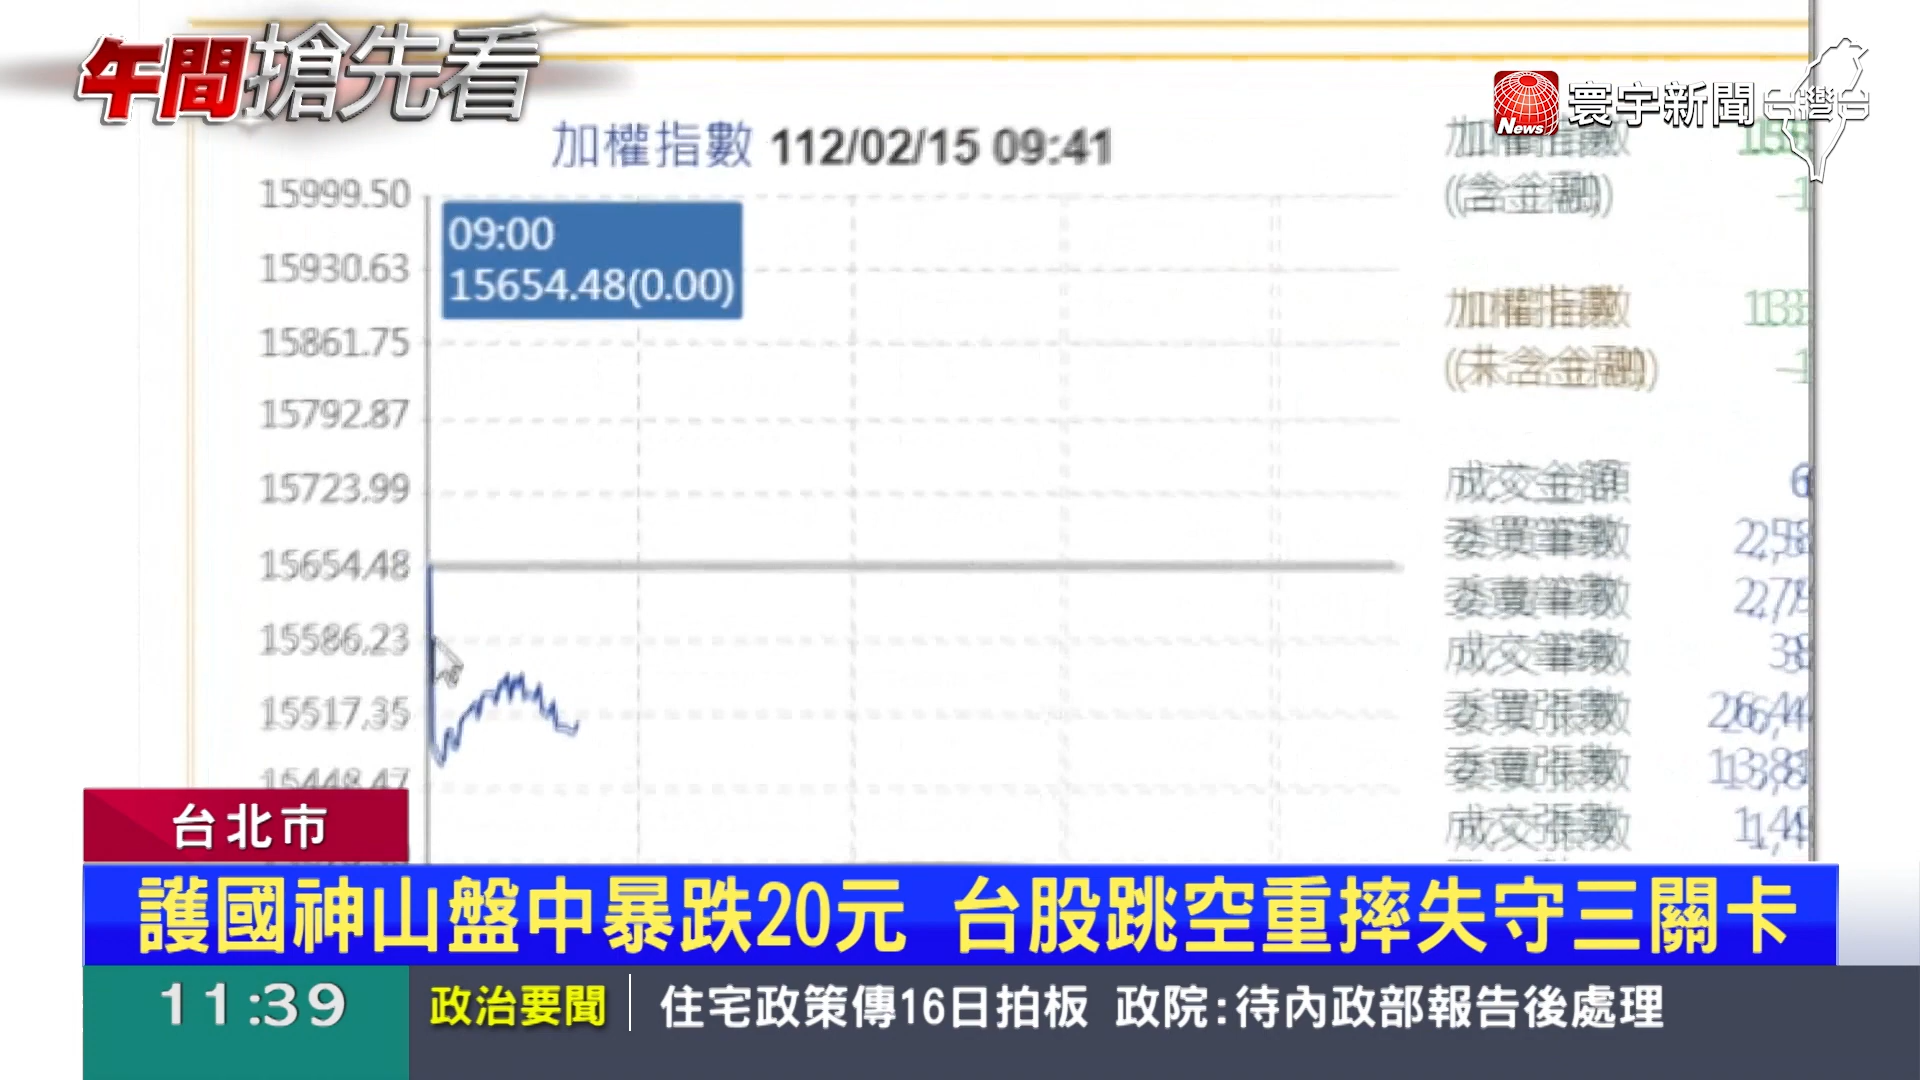 午間搶先看
News 寰宇新聞 台灣台
加權指數 112/02/15 09:41
15999.50
09:00
15654.48(0.00)
15930.63
15861.75
15792.87
15723.99
15654.48
15586.23
15517.35
15448.47
加權指數
(含金融)
加權指數
(未含金融)
成交金額
委買筆數
委賣筆數
成交筆數
委買張數
委賣張數
成交張數
台北市
護國神山盤中暴跌20元 台股跳空重摔失守三關卡
11:39 政治要聞 住宅政策傳16日拍板 政院:待內政部報告後處理